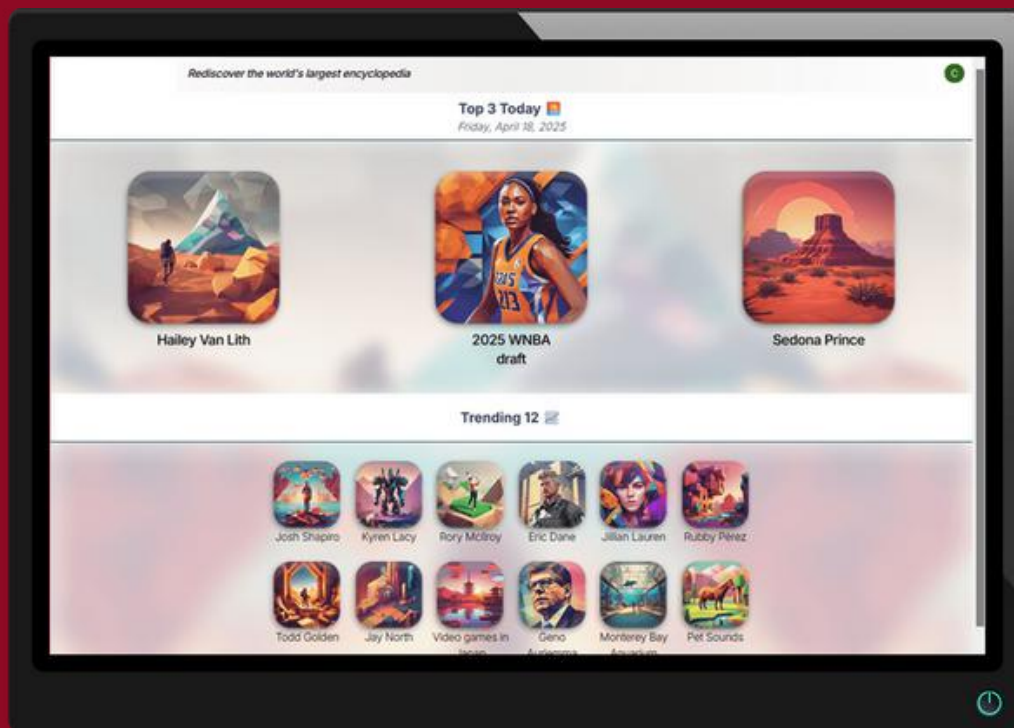 Rediscover the world's largest encyclopedia
C
Top 3 Today
Friday, April 18, 2025
Hailey Van Lith
2025 WNBA
draft
Sedona Prince
Trending 12
Josh Shapiro
Kyren Lacy
Rory McIlroy
Eric Dane
Jillian Lauren
Rubby Pérez
Todd Golden
Jay North
Video games in
Japan
Geno
Auriemma
Monterey Bay
Aquarium
Pet Sounds